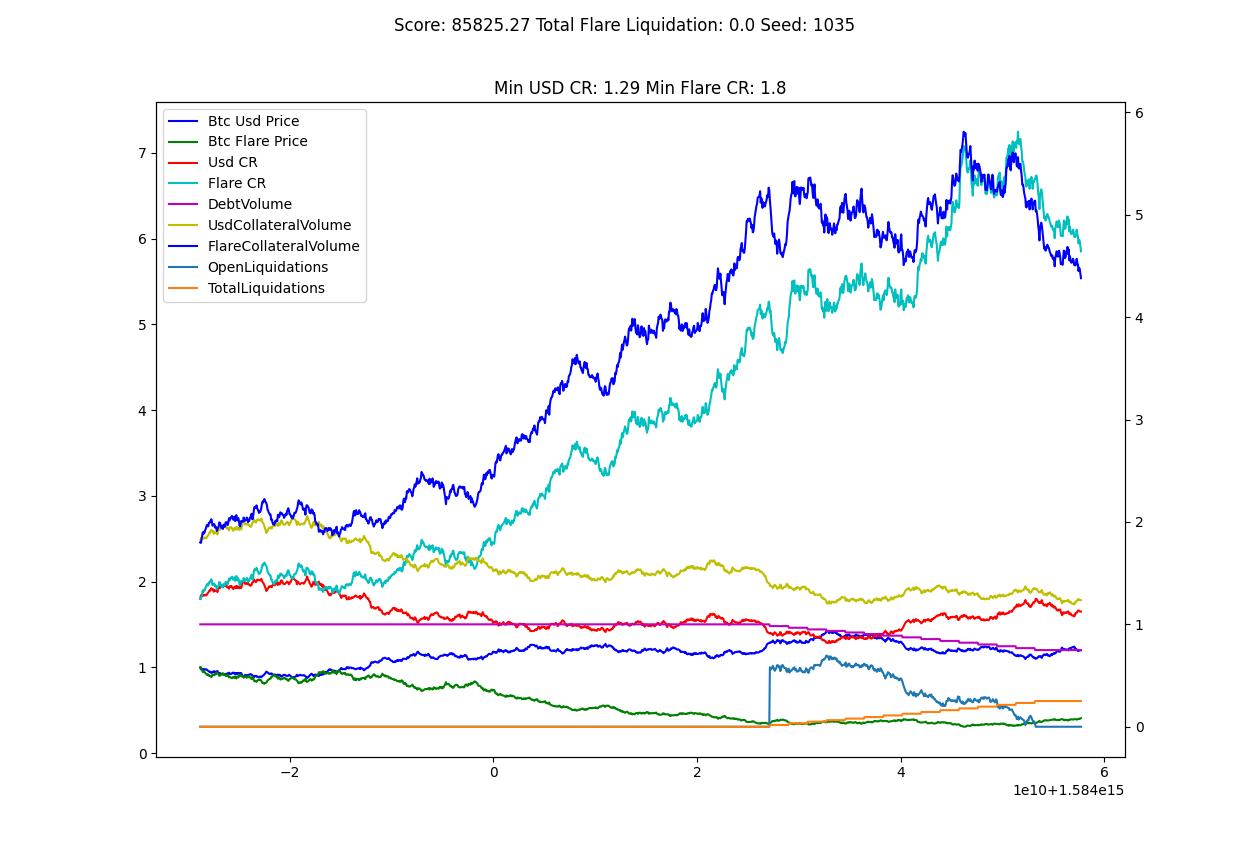 Score: 85825.27 Total Flare Liquidation: 0.0 Seed: 1035
Min USD CR: 1.29 Min Flare CR: 1.8
Btc Usd Price
Btc Flare Price
Usd CR
Flare CR
DebtVolume
UsdCollateralVolume
FlareCollateralVolume
OpenLiquidations
TotalLiquidations
7
6
5
4
3
2
1
0
6
5
4
3
2
1
0
−2
0
2
4
6
1e10+1.584e15